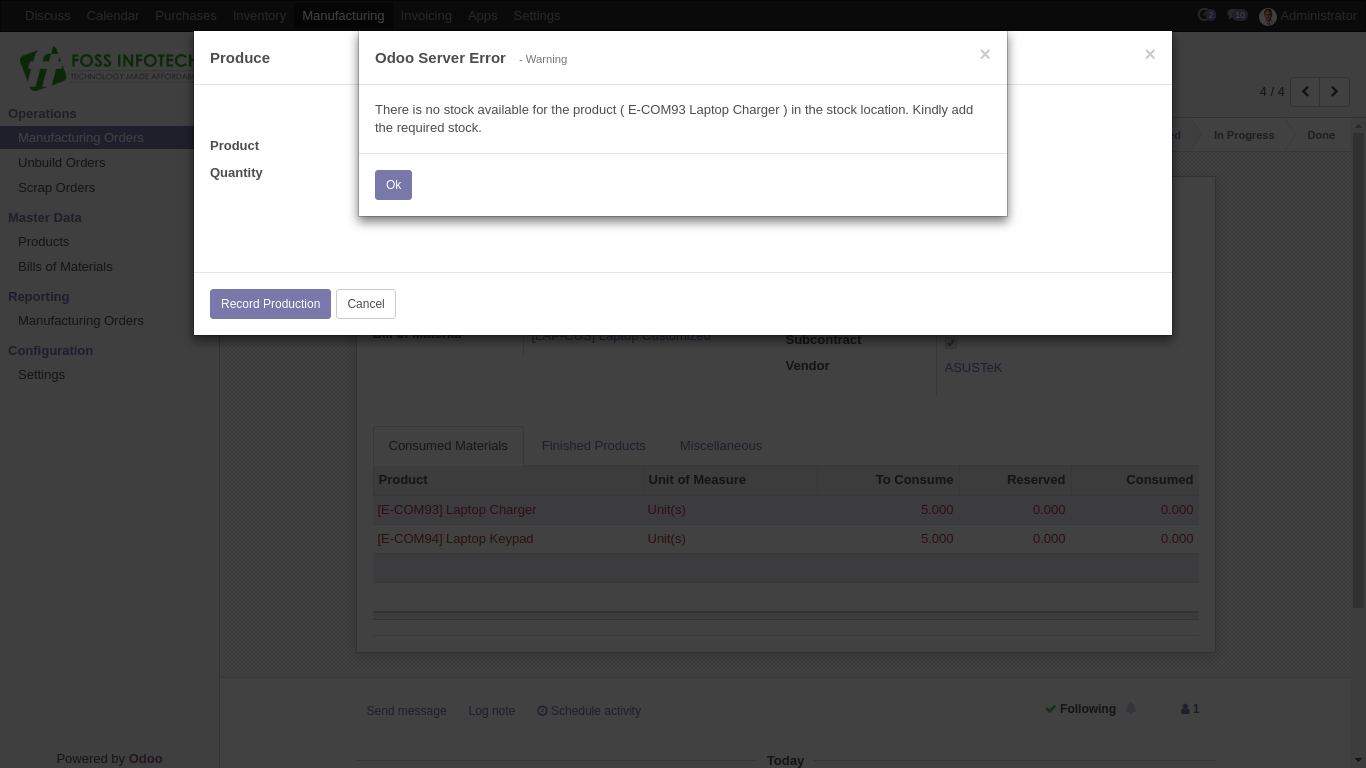 Discuss Calendar Purchases Inventory Manufacturing Invoicing Apps Settings 2 10 Administrator
FOSS INFOTECH
TECHNOLOGY MADE AFFORDABLE
Produce
Odoo Server Error - Warning × ×
There is no stock available for the product ( E-COM93 Laptop Charger ) in the stock location. Kindly add
the required stock.
Ok
Product
Quantity
Record Production Cancel
4 / 4
In Progress Done
Operations
Manufacturing Orders
Unbuild Orders
Scrap Orders
Master Data
Products
Bills of Materials
Reporting
Manufacturing Orders
Configuration
Settings
Bill of Material [LAP-CUS] Laptop Customized
Subcontract
Vendor ASUSTeK
Consumed Materials Finished Products Miscellaneous
Product Unit of Measure To Consume Reserved Consumed
[E-COM93] Laptop Charger Unit(s) 5.000 0.000 0.000
[E-COM94] Laptop Keypad Unit(s) 5.000 0.000 0.000
Send message Log note Schedule activity Following 1
Today
Powered by Odoo